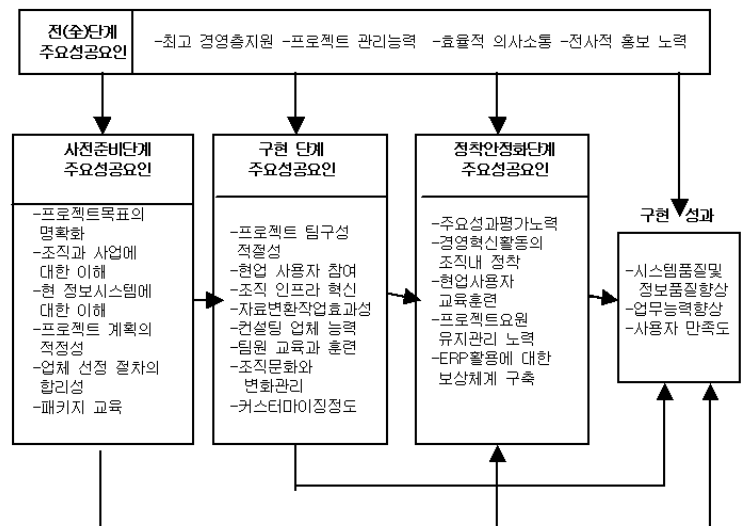 전(全)단계
주요성공요인
-최고 경영층지원 -프로젝트 관리능력 -효율적 의사소통 -전사적 홍보 노력
사전준비단계
주요성공요인
-프로젝트목표의
명확화
-조직과 사업에
대한 이해
-현 정보시스템에
대한 이해
-프로젝트 계획의
적정성
-업체 선정 절차의
합리성
-패키지 교육
구현 단계
주요성공요인
-프로젝트 팀구성
적절성
-현업 사용자 참여
-조직 인프라 혁신
-자료변환작업효과성
-컨설팅 업체 능력
-팀원 교육과 훈련
-조직문화와
변화관리
-커스터마이징정도
정착안정화단계
주요성공요인
-주요성과평가노력
-경영혁신활동의
조직내 정착
-현업사용자
교육훈련
-프로젝트요원
유지관리 노력
-ERP활용에 대한
보상체계 구축
구현 성과
-시스템품질및
정보품질향상
-업무능력향상
-사용자 만족도